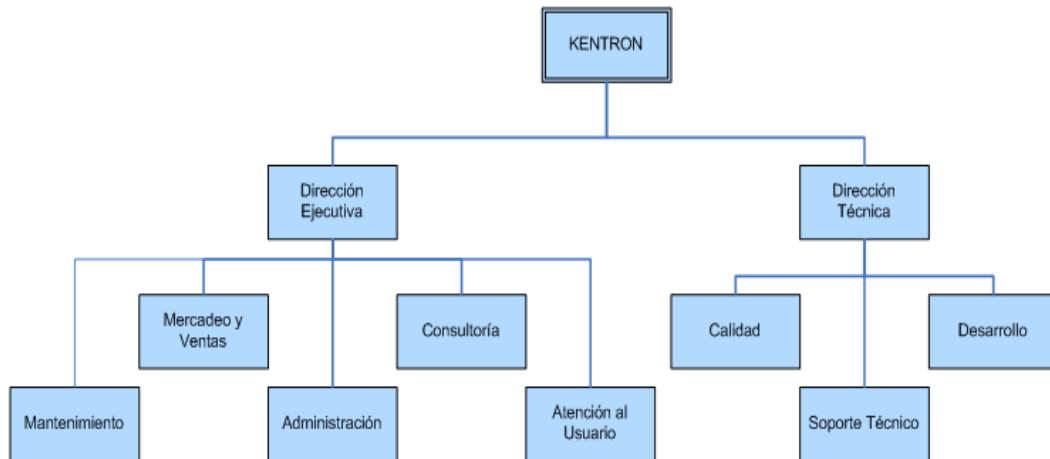 KENTRON
Dirección
Ejecutiva
Dirección
Técnica
Mercadeo y
Ventas
Consultoría
Calidad
Desarrollo
Mantenimiento
Administración
Atención al
Usuario
Soporte Técnico